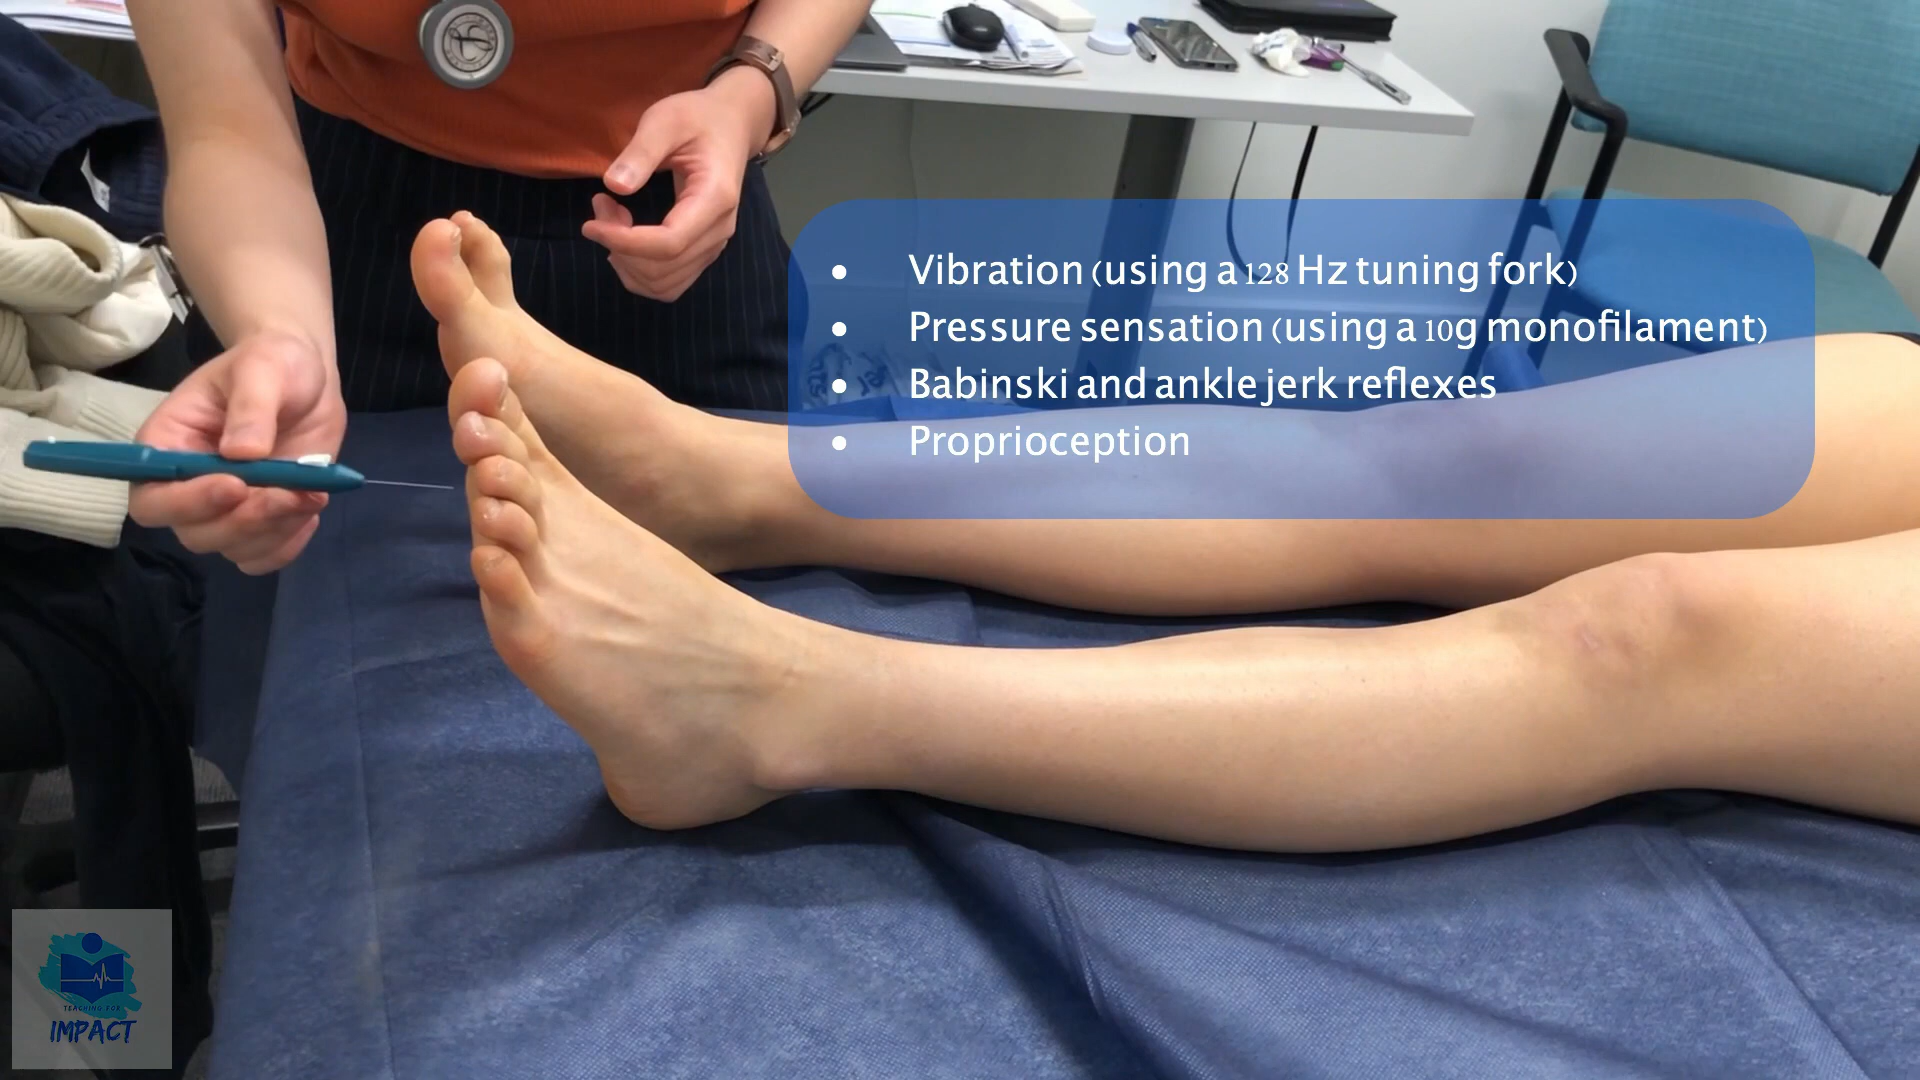 • Vibration (using a 128 Hz tuning fork)
• Pressure sensation (using a 10g monofilament)
• Babinski and ankle jerk reflexes
• Proprioception
TEACHING FOR
IMPACT